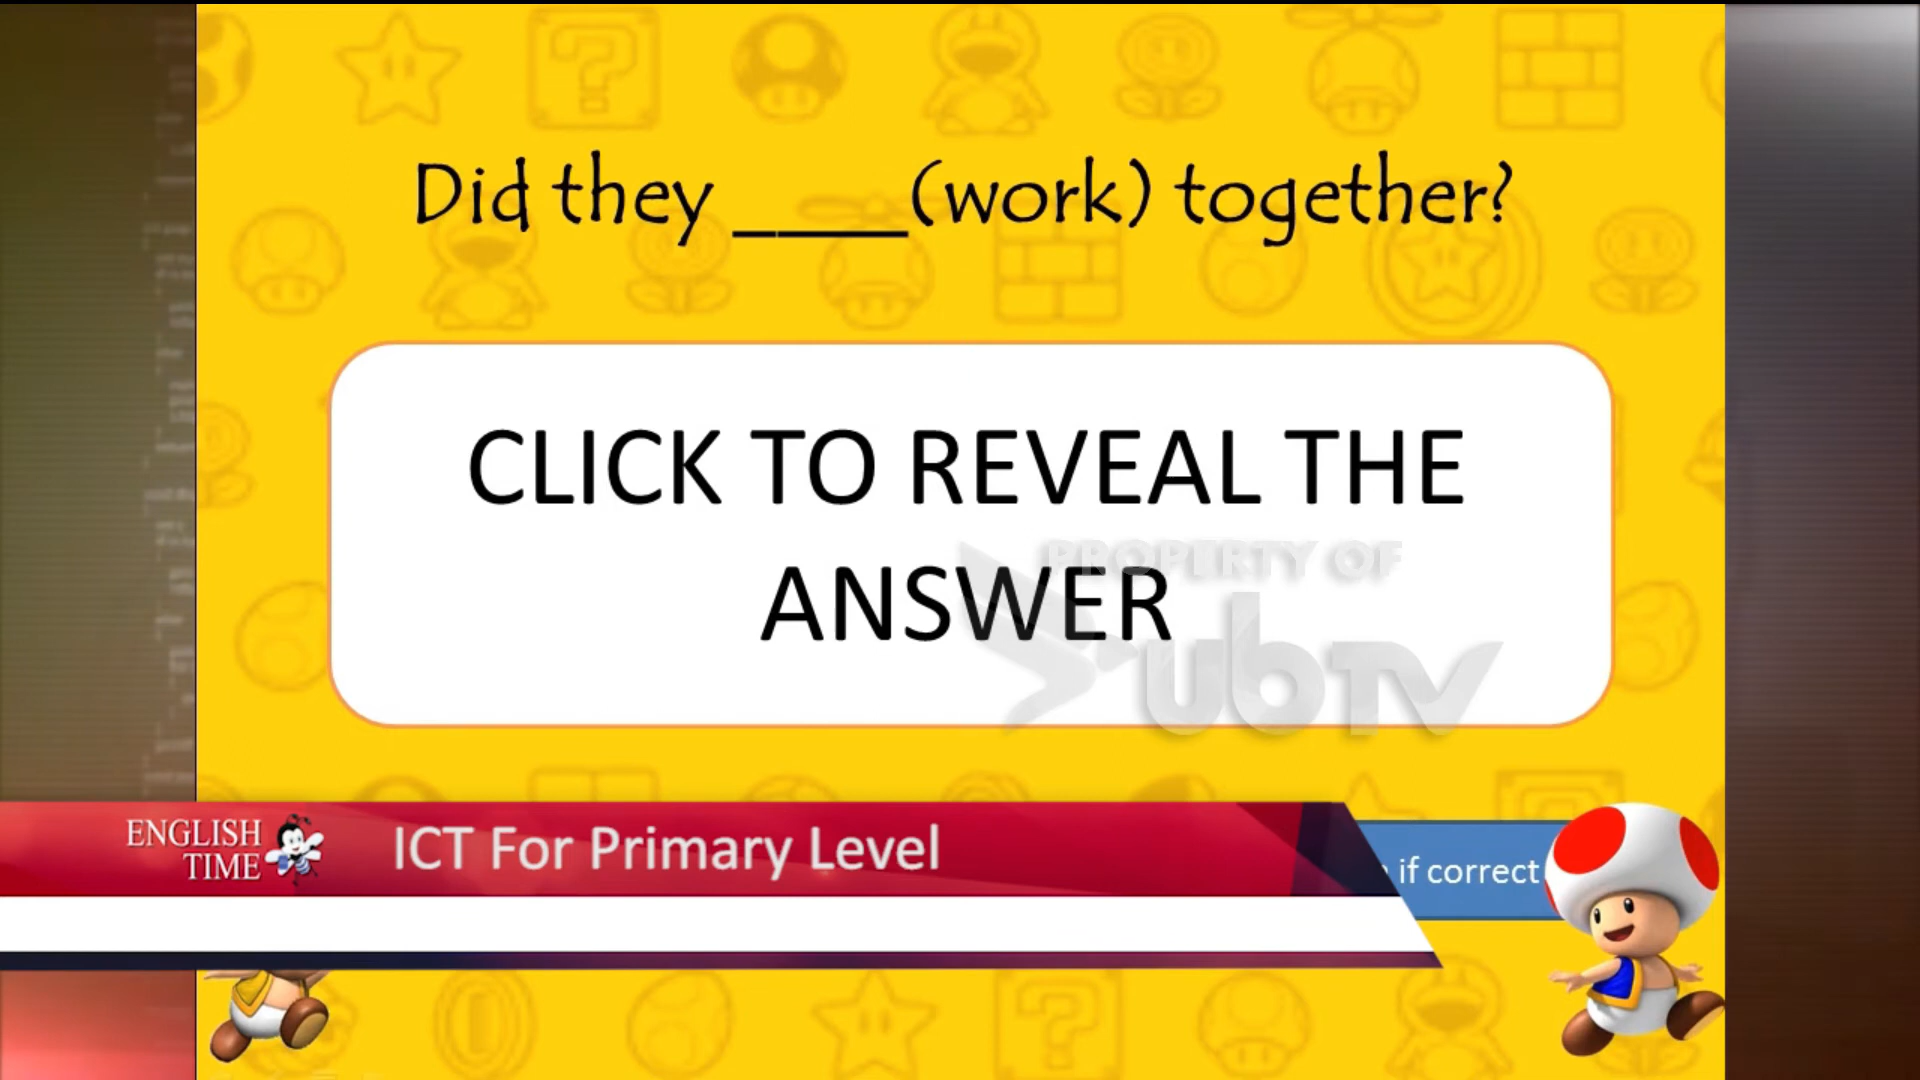 Did they ____(work) together?
CLICK TO REVEAL THE
ANSWER
PROPERTY OF
UBTV
ENGLISH
TIME
ICT For Primary Level
if correct